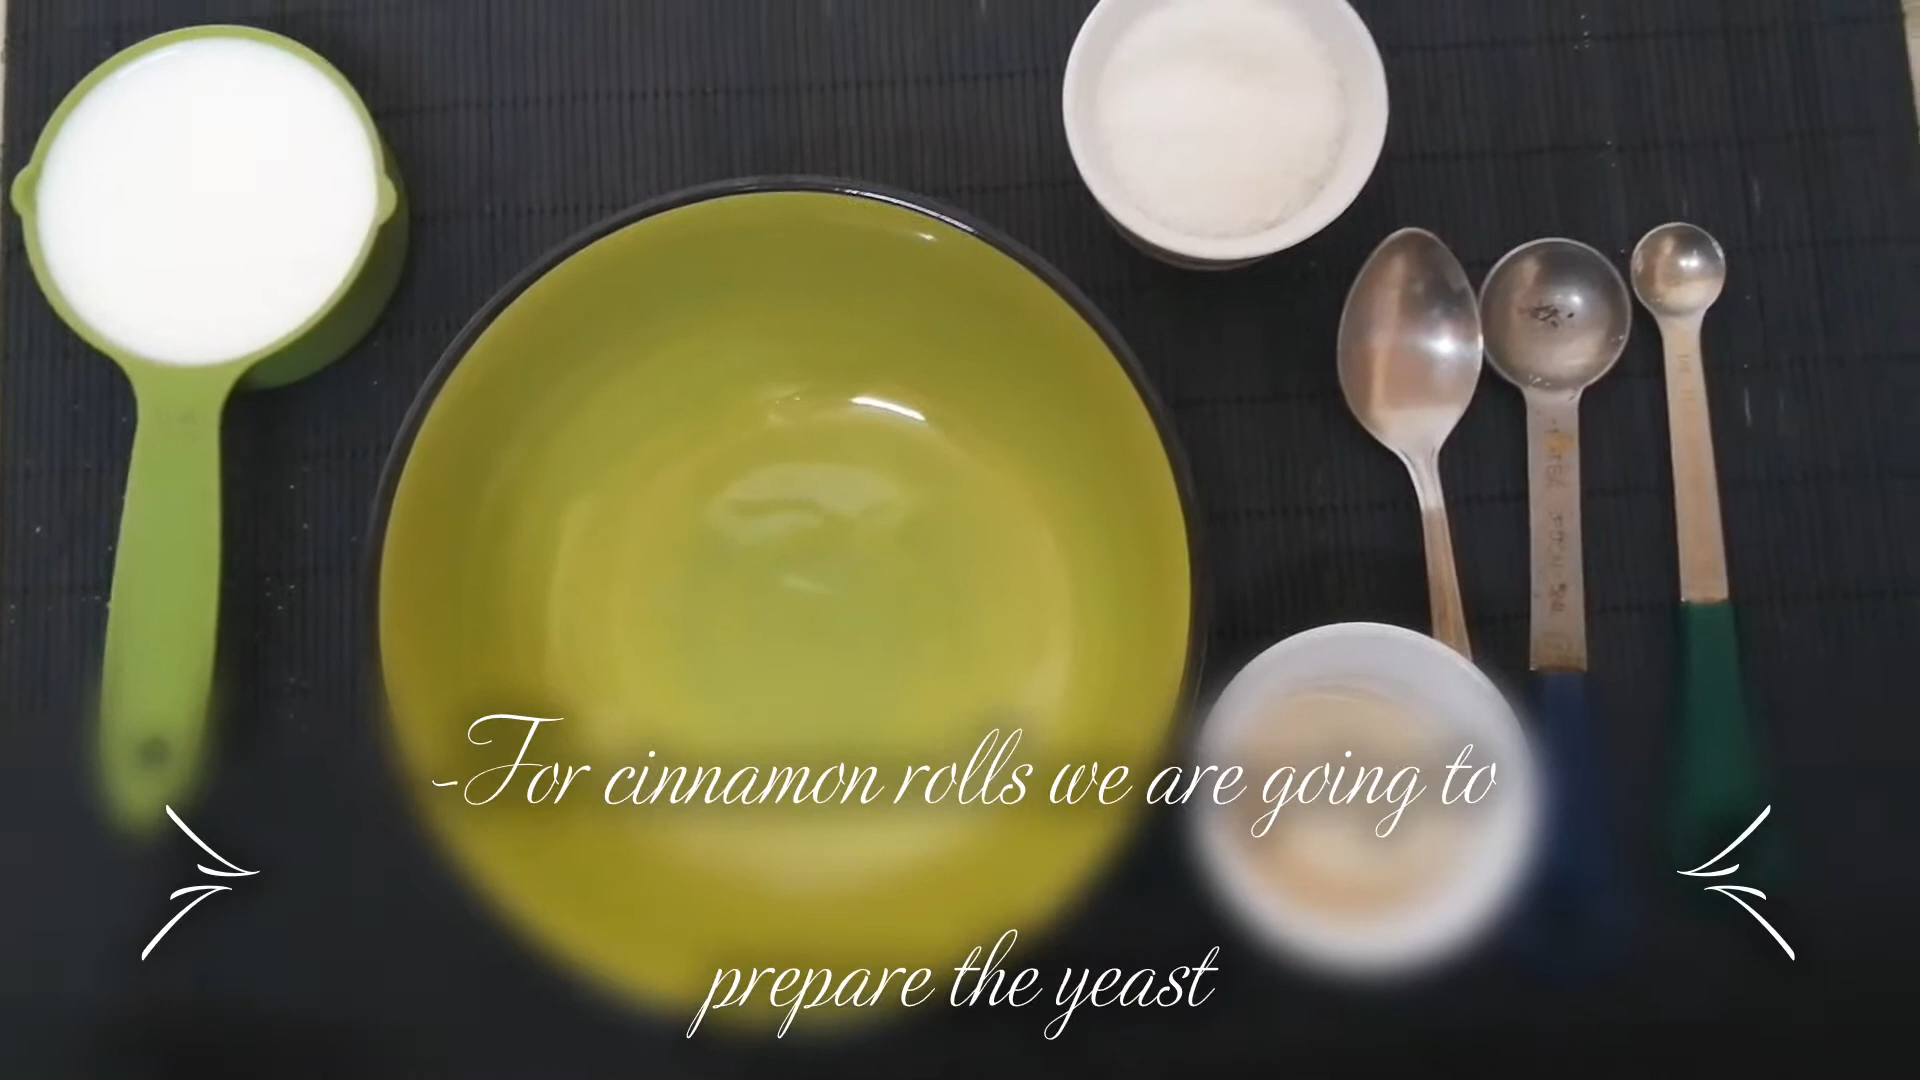 -For cinnamon rolls we are going to
prepare the yeast